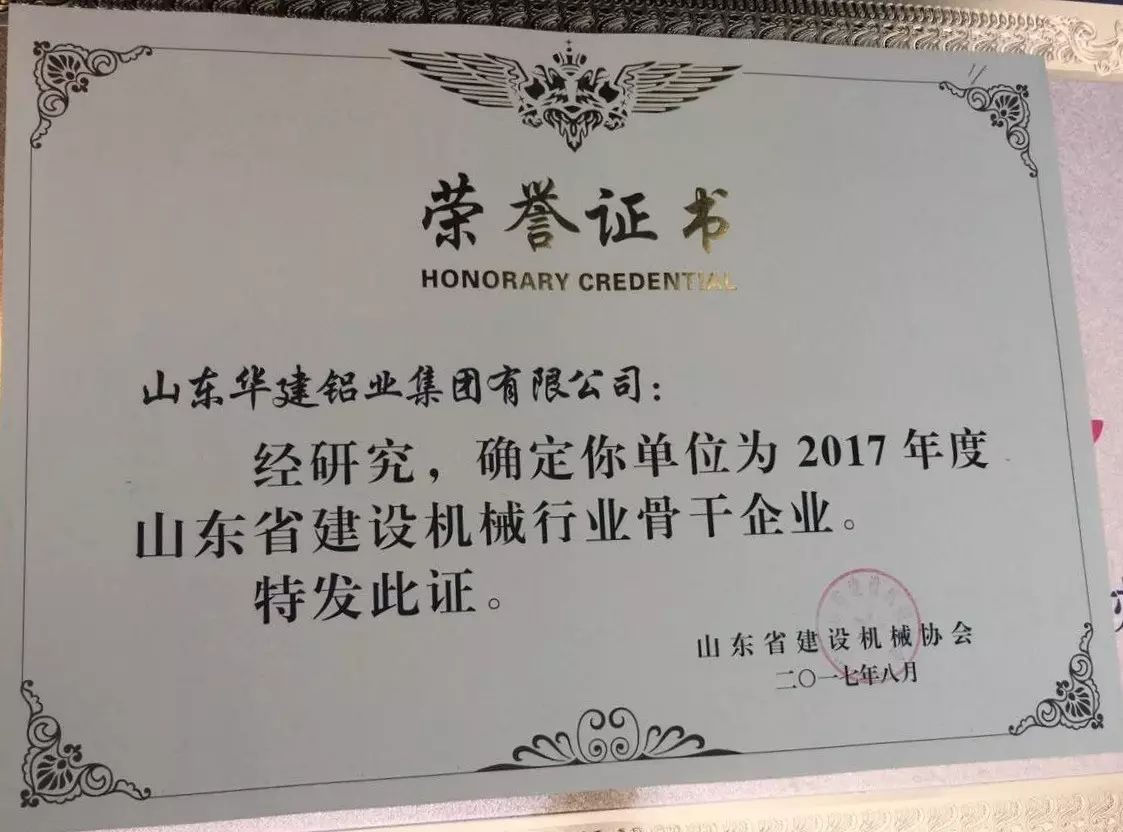 荣誉证书
HONORARY CREDENTIAL
山东华建铝业集团有限公司：
经研究，确定你单位为2017年度
山东省建设机械行业骨干企业。
特发此证。
山东省建设机械协会
二〇一七年八月